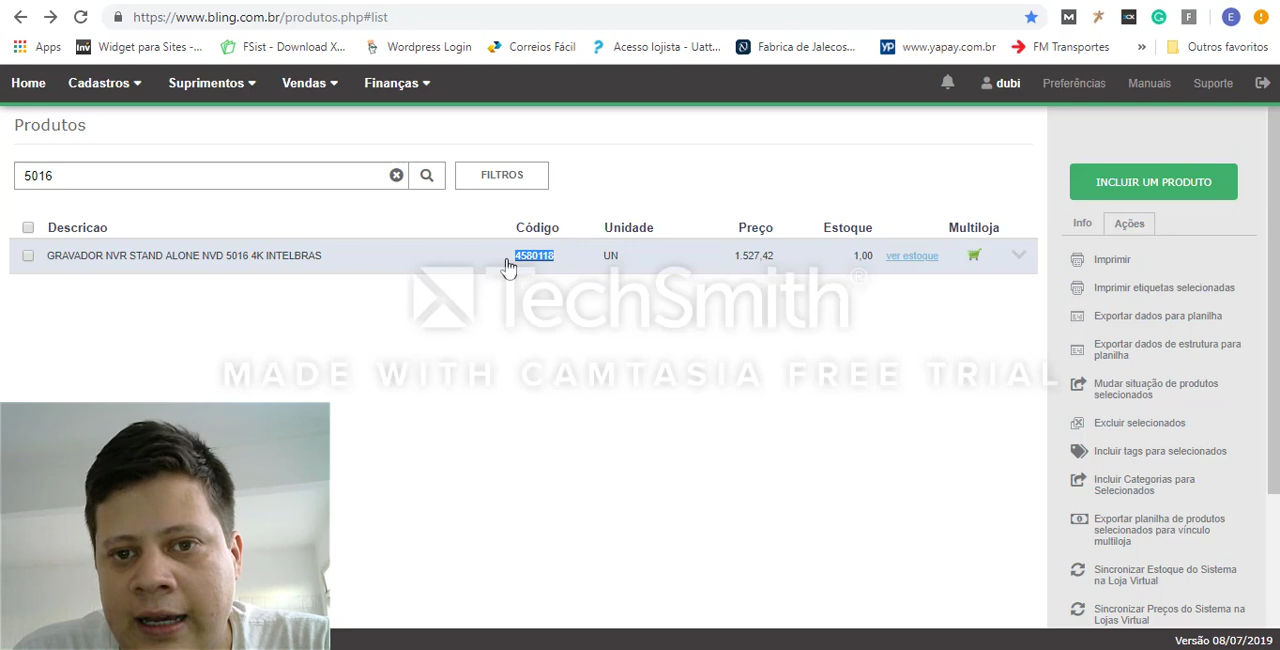 https://www.bling.com.br/produtos.php#list
M
G
F
E
Apps
Inv Widget para Sites -...
FSist - Download X...
Wordpress Login
Correios Fácil
? Acesso lojista - Uatt...
Fabrica de Jalecos...
YP www.yapay.com.br
FM Transportes
»
Outros favoritos
Home Cadastros Suprimentos Vendas Finanças dubi Preferências Manuais Suporte
Produtos
5016
FILTROS
INCLUIR UM PRODUTO
Info Ações
Descricao Código Unidade Preço Estoque Multiloja
GRAVADOR NVR STAND ALONE NVD 5016 4K INTELBRAS 4580118 UN 1.527,42 1,00 ver estoque
TechSmith®
MADE WITH CAMTASIA FREE TRIAL
Imprimir
Imprimir etiquetas selecionadas
Exportar dados para planilha
Exportar dados de estrutura para
planilha
Mudar situação de produtos
selecionados
Excluir selecionados
Incluir tags para selecionados
Incluir Categorias para
Selecionados
Exportar planilha de produtos
selecionados para vínculo
multiloja
Sincronizar Estoque do Sistema
na Loja Virtual
Sincronizar Preços do Sistema na
Lojas Virtual
Versão 08/07/2019